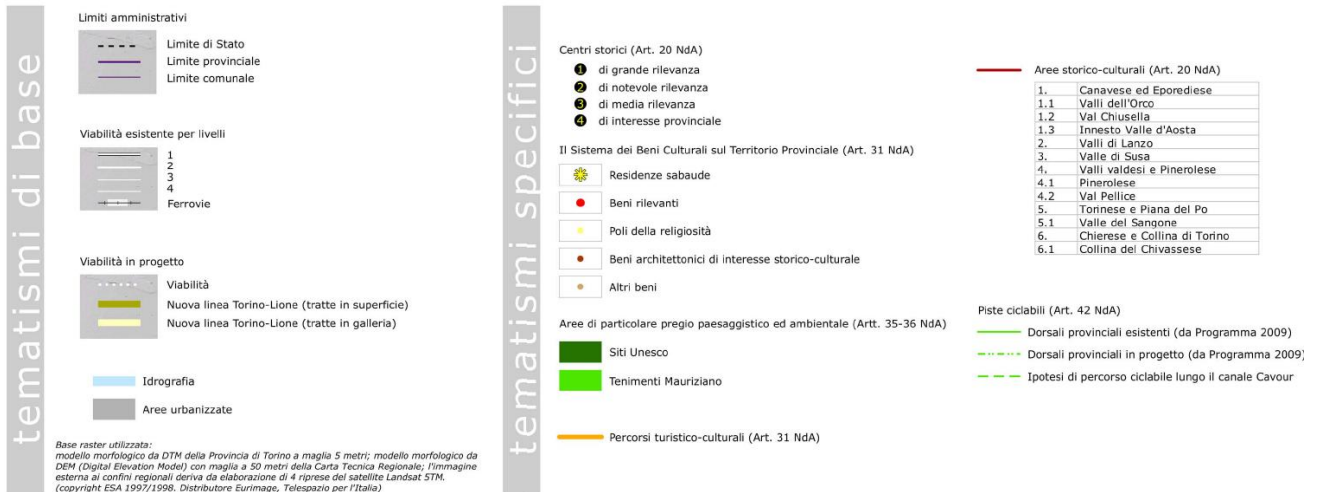 tematismi di base
Limiti amministrativi
Limite di Stato
Limite provinciale
Limite comunale
Viabilità esistente per livelli
1
2
3
4
Ferrovie
Viabilità in progetto
Viabilità
Nuova linea Torino-Lione (tratte in superficie)
Nuova linea Torino-Lione (tratte in galleria)
Idrografia
Aree urbanizzate
Base raster utilizzata:
modello morfologico da DTM della Provincia di Torino a maglia 5 metri; modello morfologico da
DEM (Digital Elevation Model) con maglia a 50 metri della Carta Tecnica Regionale; l'immagine
esterna ai confini regionali deriva da elaborazione di 4 riprese del satellite Landsat 5TM.
(copyright ESA 1997/1998. Distributore Eurimage, Telespazio per l'Italia)
tematismi specifici
Centri storici (Art. 20 NdA)
1 di grande rilevanza
2 di notevole rilevanza
3 di media rilevanza
4 di interesse provinciale
Il Sistema dei Beni Culturali sul Territorio Provinciale (Art. 31 NdA)
Residenze sabaude
Beni rilevanti
Poli della religiosità
Beni architettonici di interesse storico-culturale
Altri beni
Aree di particolare pregio paesaggistico ed ambientale (Artt. 35-36 NdA)
Siti Unesco
Tenimenti Mauriziano
Percorsi turistico-culturali (Art. 31 NdA)
Aree storico-culturali (Art. 20 NdA)
1. Canavese ed Eporediese
1.1 Valli dell'Orco
1.2 Val Chiusella
1.3 Innesto Valle d'Aosta
2. Valli di Lanzo
3. Valle di Susa
4. Valli valdesi e Pinerolese
4.1 Pinerolese
4.2 Val Pellice
5. Torinese e Piana del Po
5.1 Valle del Sangone
6. Chierese e Collina di Torino
6.1 Collina del Chivassese
Piste ciclabili (Art. 42 NdA)
Dorsali provinciali esistenti (da Programma 2009)
Dorsali provinciali in progetto (da Programma 2009)
Ipotesi di percorso ciclabile lungo il canale Cavour